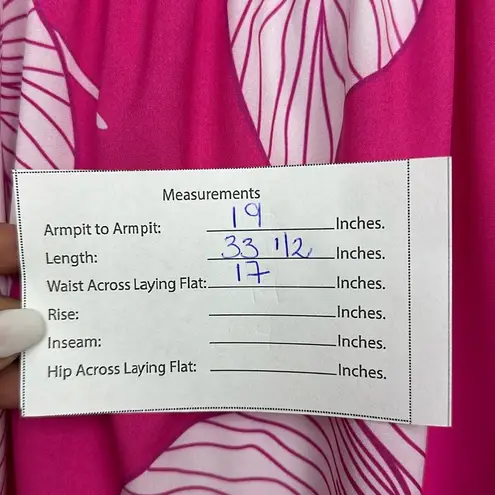 Measurements
Armpit to Armpit: 19 Inches.
Length: 33 1/2 Inches.
Waist Across Laying Flat: 17 Inches.
Rise: Inches.
Inseam: Inches.
Hip Across Laying Flat: Inches.